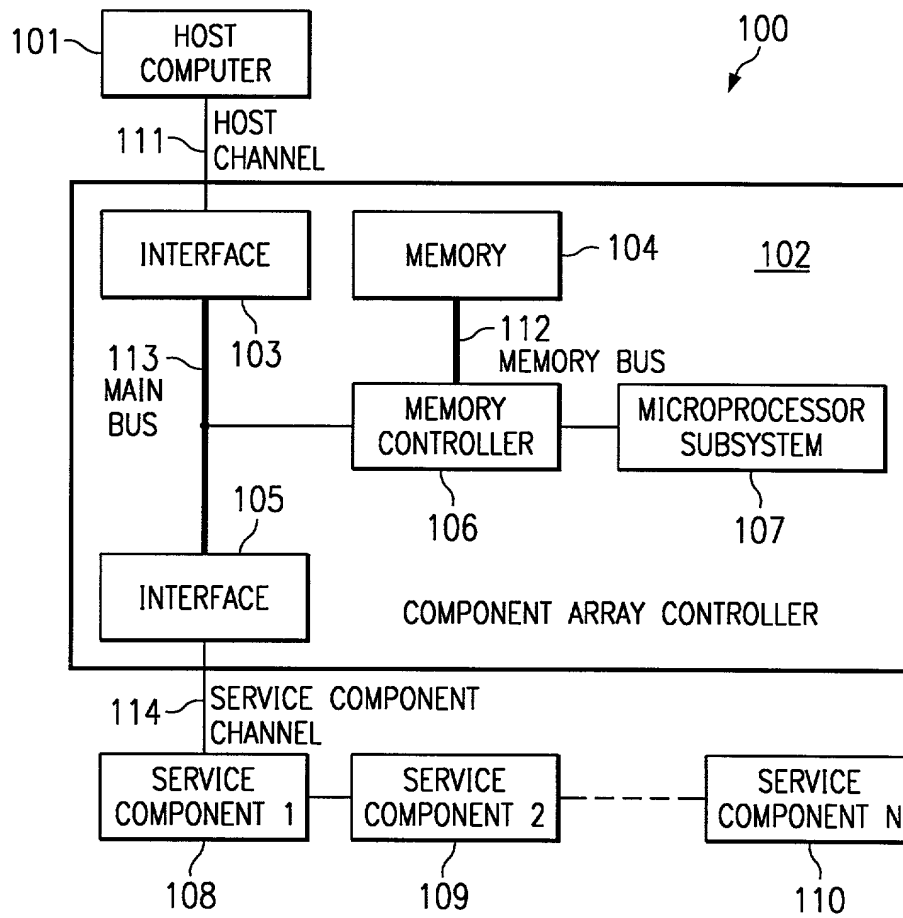 101
HOST
COMPUTER
100
111
HOST
CHANNEL
INTERFACE
MEMORY
104
102
103
112
MEMORY BUS
113
MAIN
BUS
MEMORY
CONTROLLER
MICROPROCESSOR
SUBSYSTEM
106
107
105
INTERFACE
COMPONENT ARRAY CONTROLLER
114
SERVICE COMPONENT
CHANNEL
SERVICE
COMPONENT 1
SERVICE
COMPONENT 2
SERVICE
COMPONENT N
108
109
110